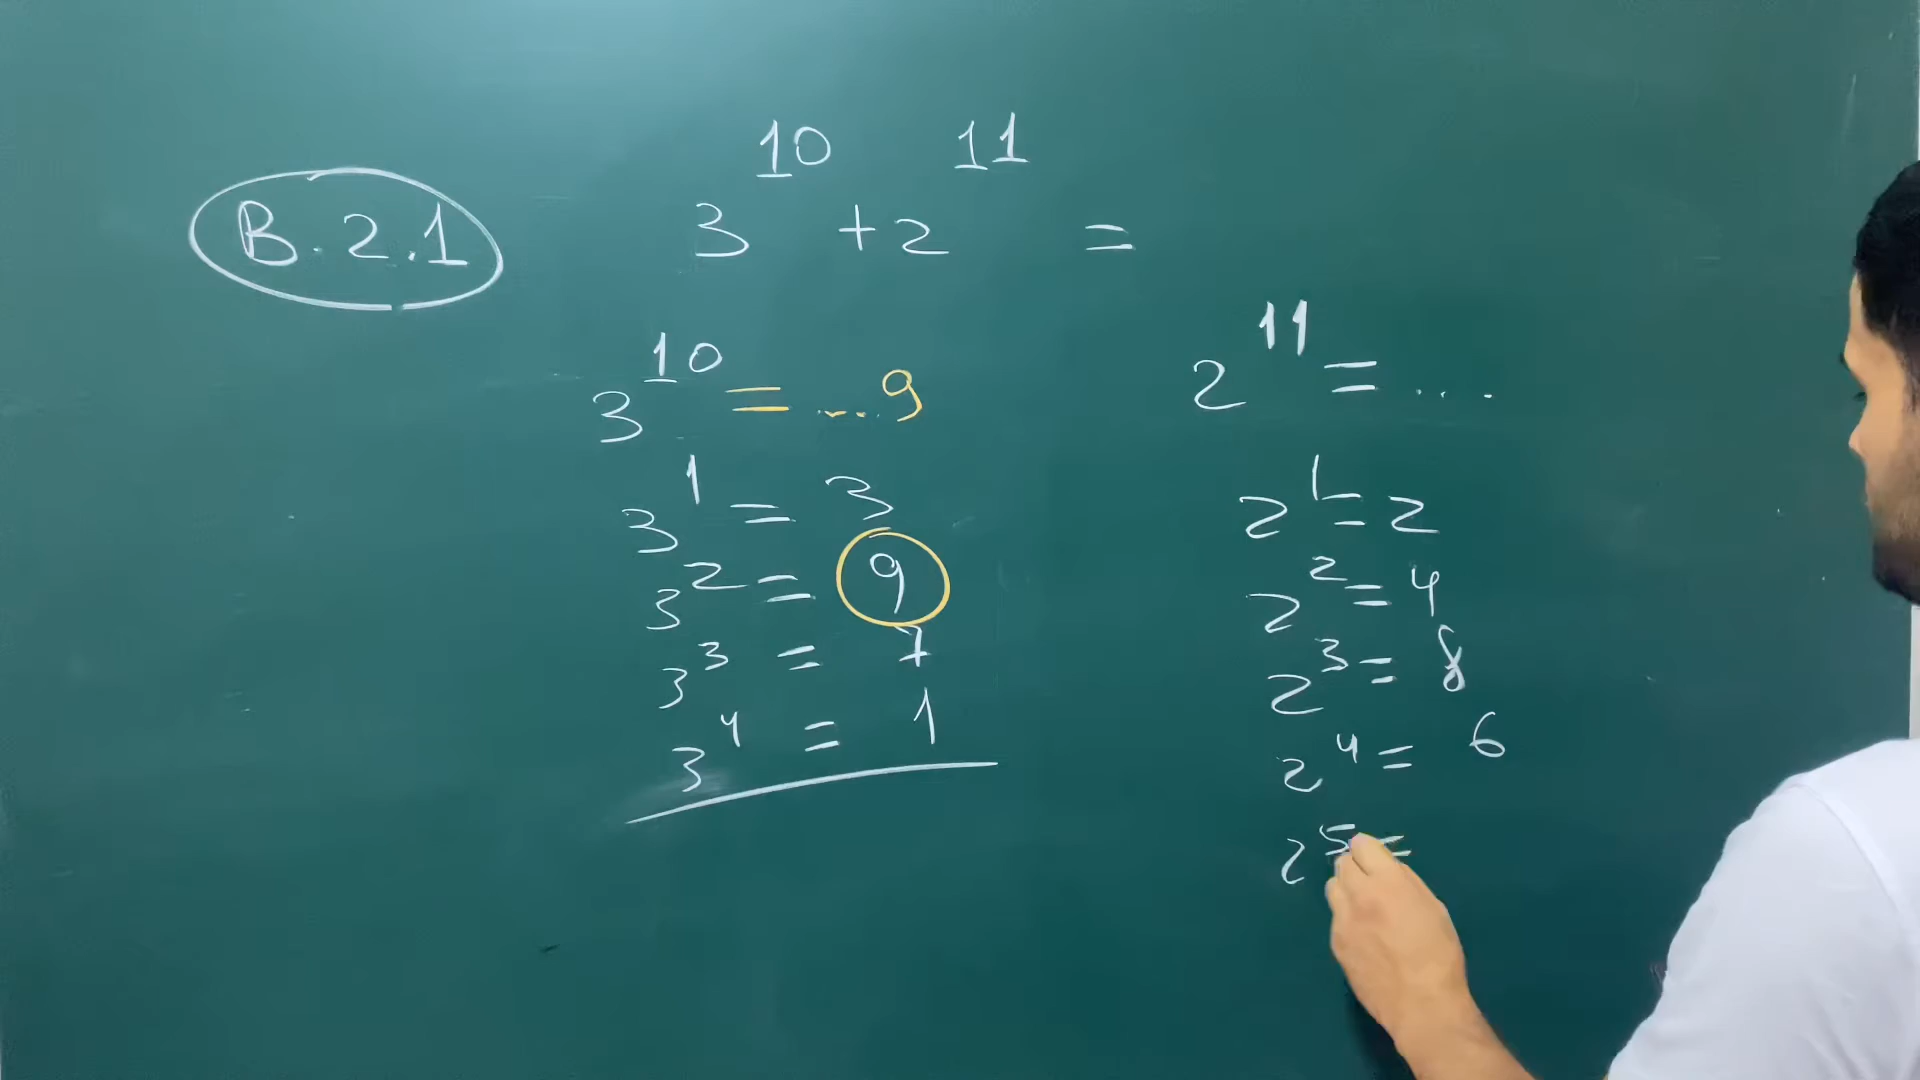 B.2.1
3^10 + 2^11 =
3^10 = ...9
3^1 = 3
3^2 = 9
3^3 = 7
3^4 = 1
2^11 = ....
2^1 = 2
2^2 = 4
2^3 = 8
2^4 = 6
2^5 =